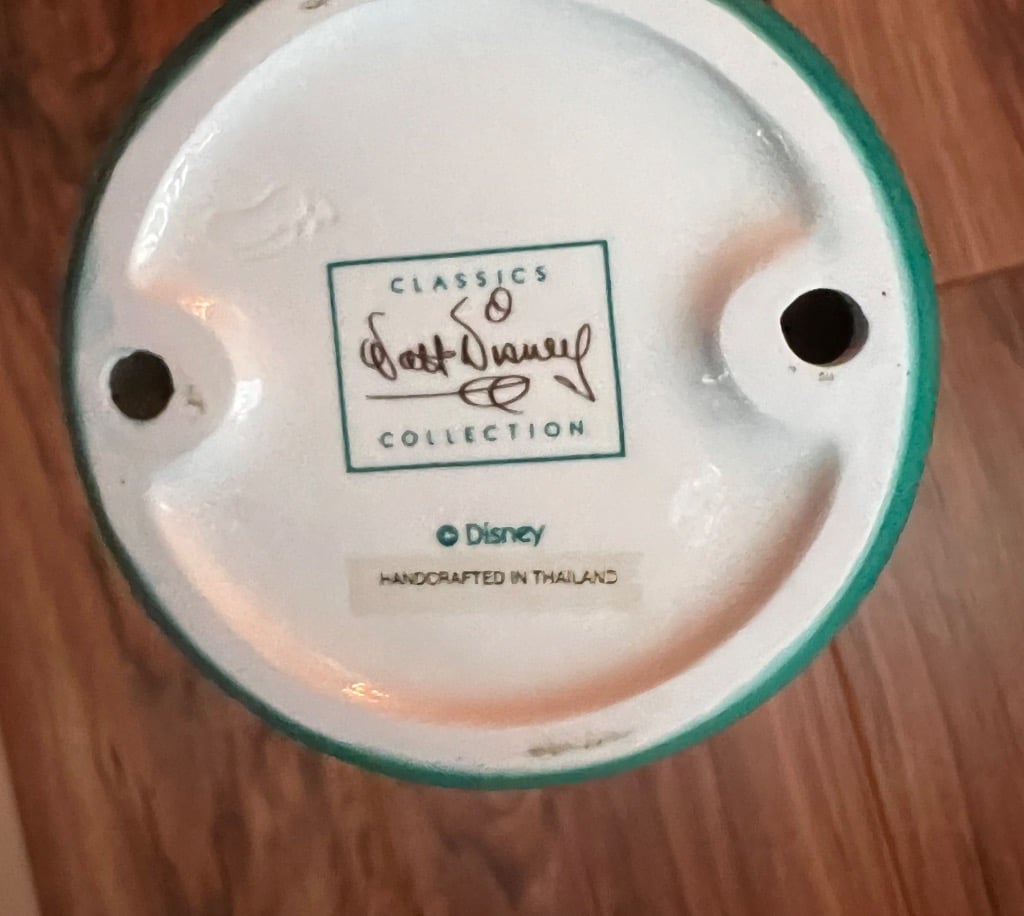 CLASSICS
Walt Disney
COLLECTION
© Disney
HANDCRAFTED IN THAILAND